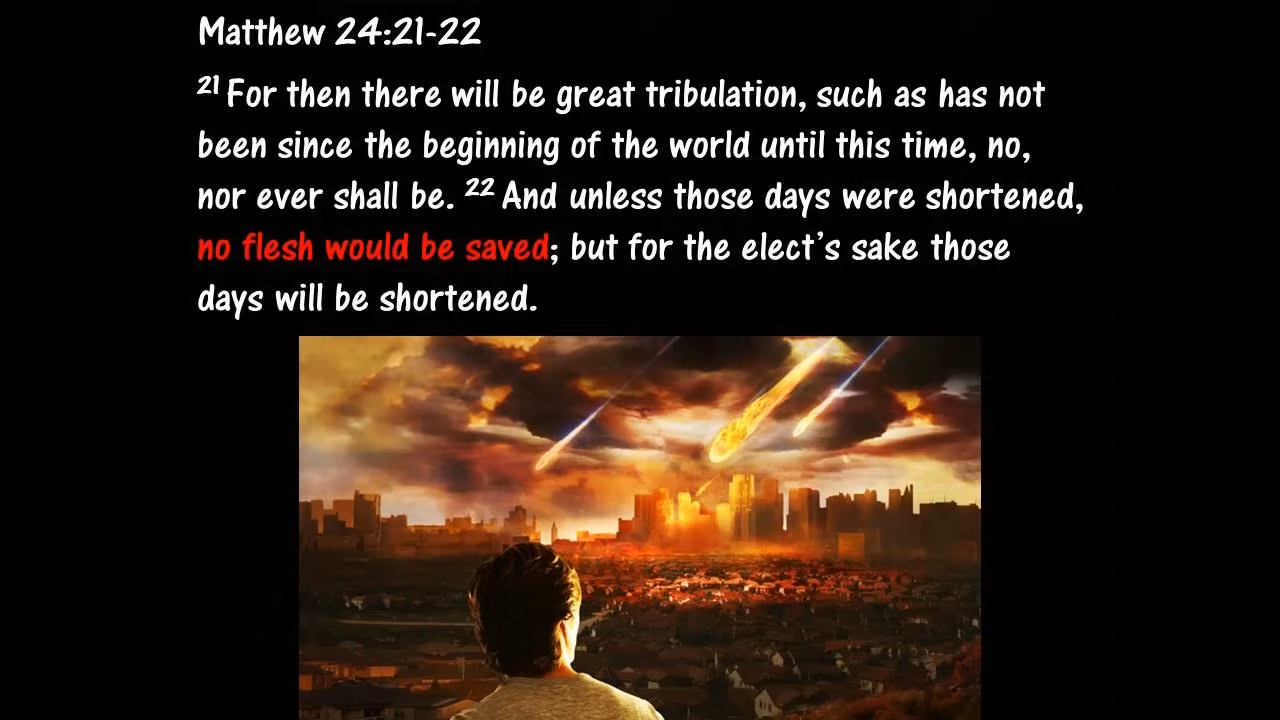 Matthew 24:21-22
21 For then there will be great tribulation, such as has not
been since the beginning of the world until this time, no,
nor ever shall be. 22 And unless those days were shortened,
no flesh would be saved; but for the elect’s sake those
days will be shortened.